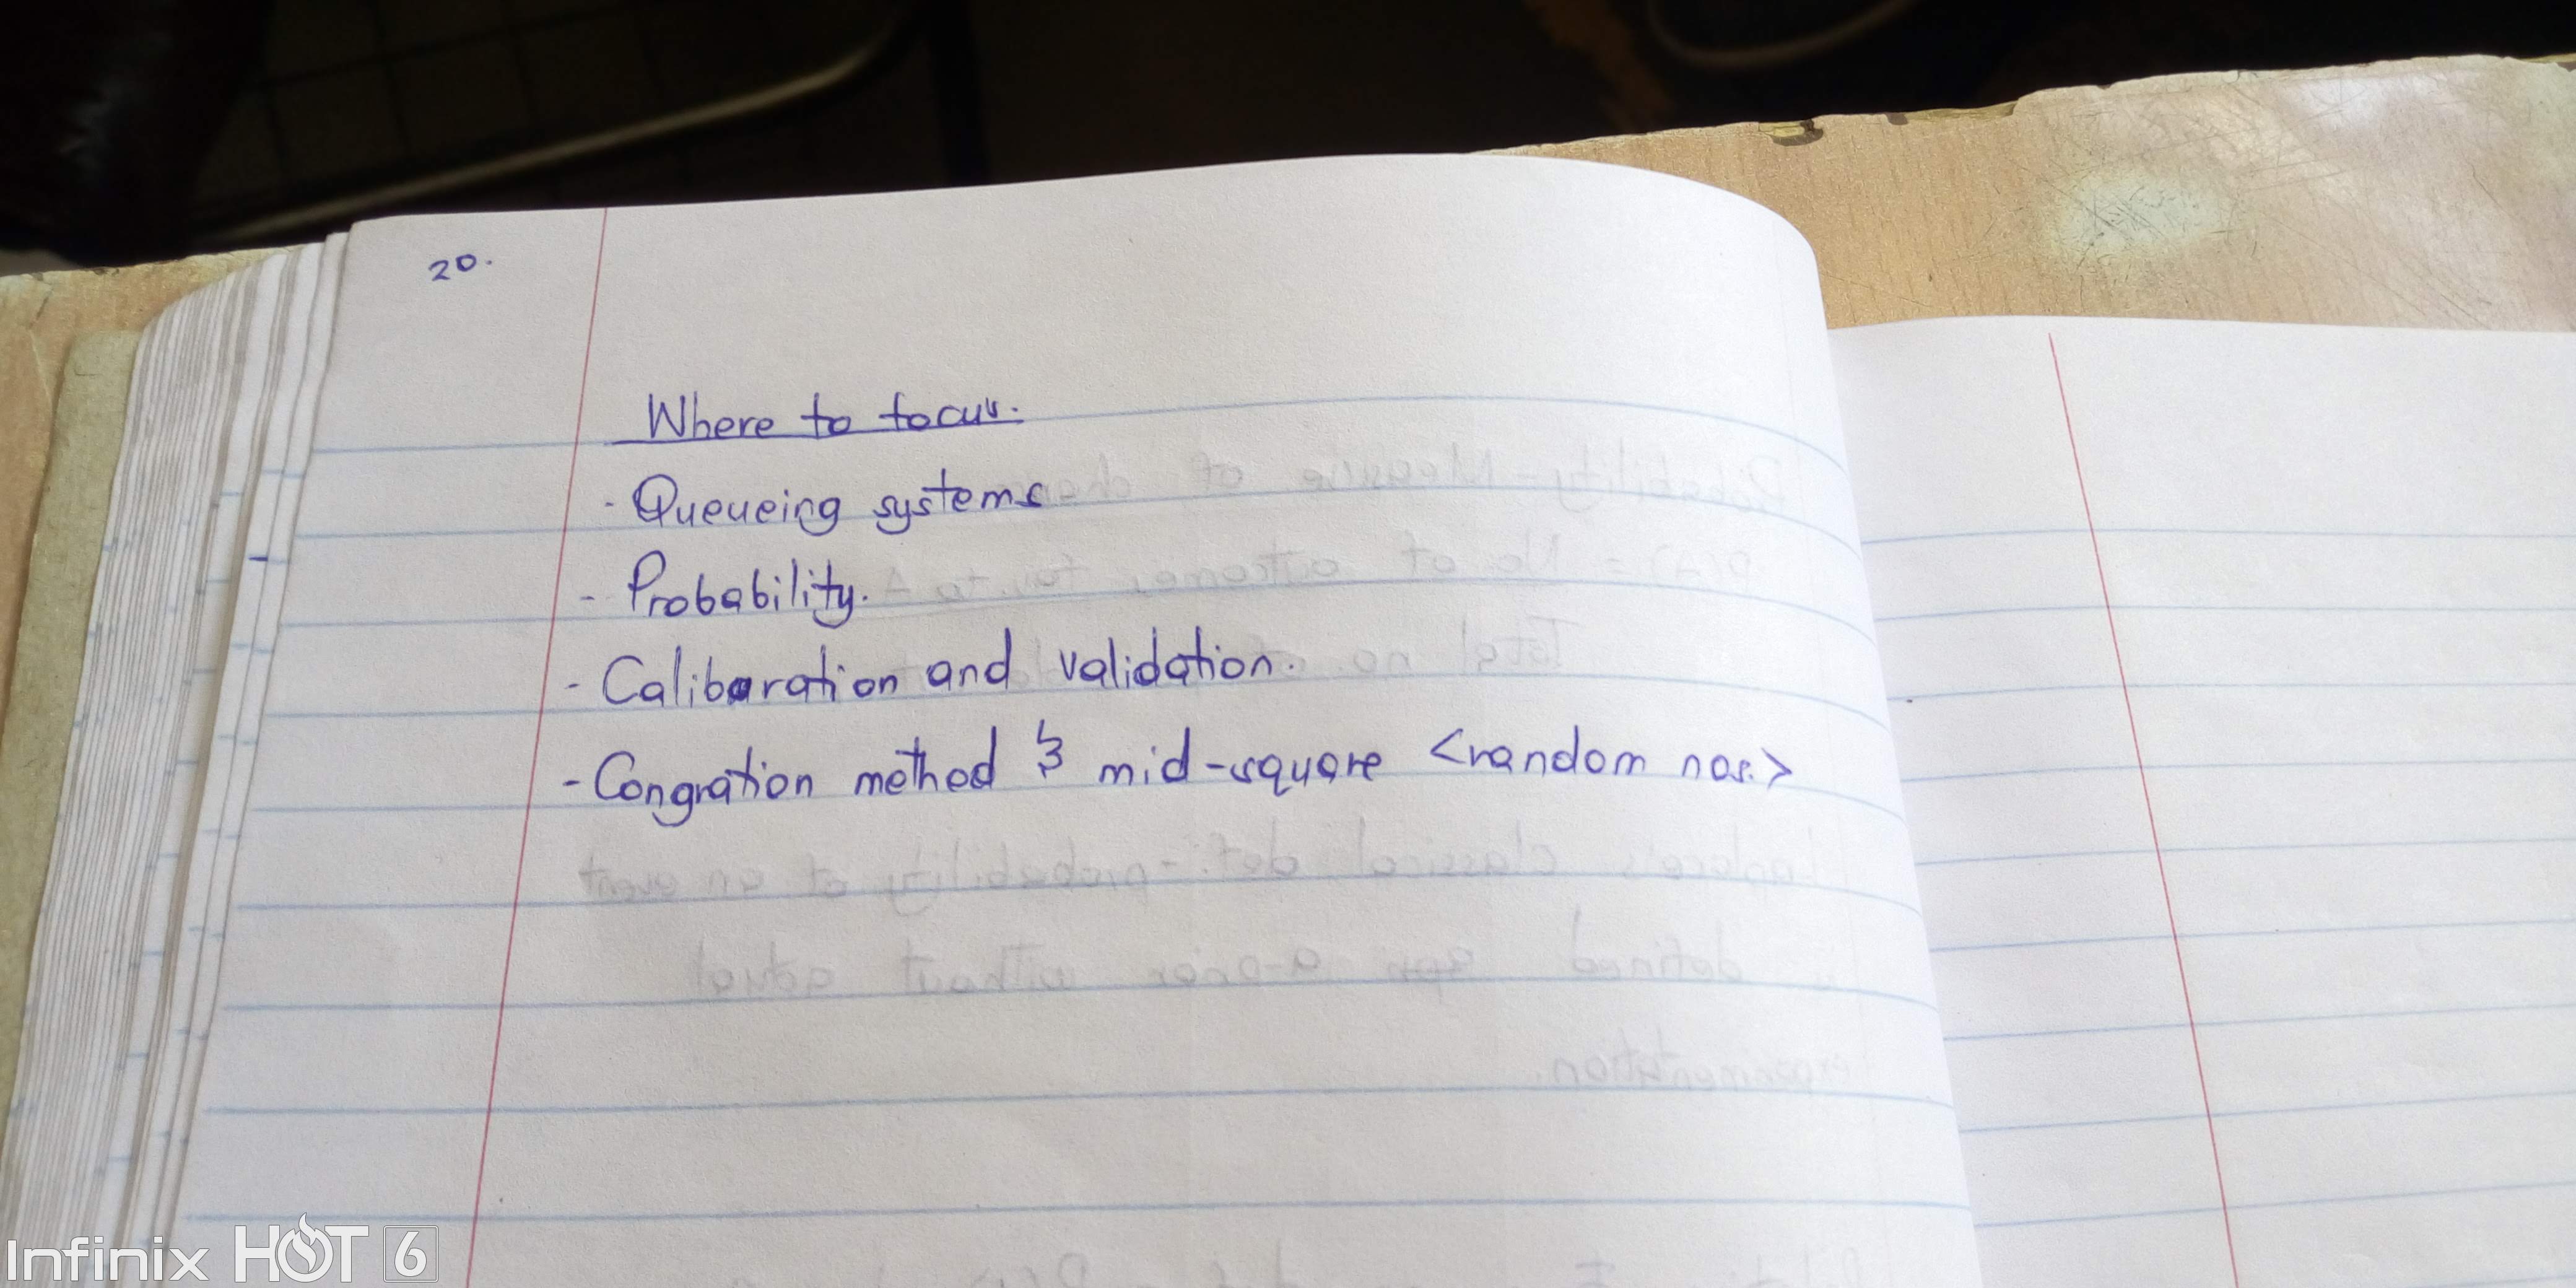 20.
Where to focus.
- Queueing systems
- Probability.
- Calibaration and validation.
- Congration method & mid-square <random nos.>
Infinix HOT 6